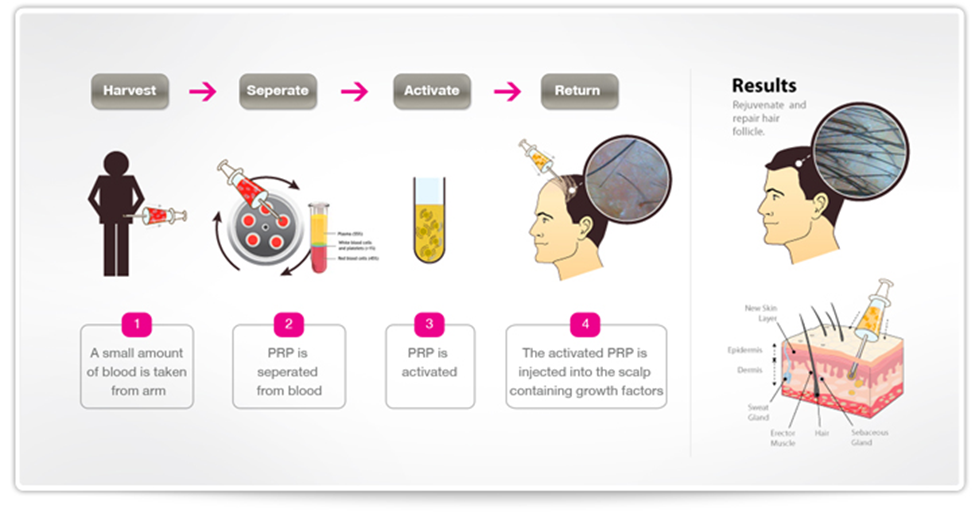 Harvest
Seperate
Activate
Return
Results
Rejuvenate and
repair hair
follicle.
Plasma (55%)
White blood cells
and platelets (<1%)
Red blood cells (45%)
1
A small amount
of blood is taken
from arm
2
PRP is
seperated
from blood
3
PRP is
activated
4
The activated PRP is
injected into the scalp
containing growth factors
New Skin
Layer
Epidermis
Dermis
Sweat
Gland
Erector
Muscle
Hair
Sebaceous
Gland